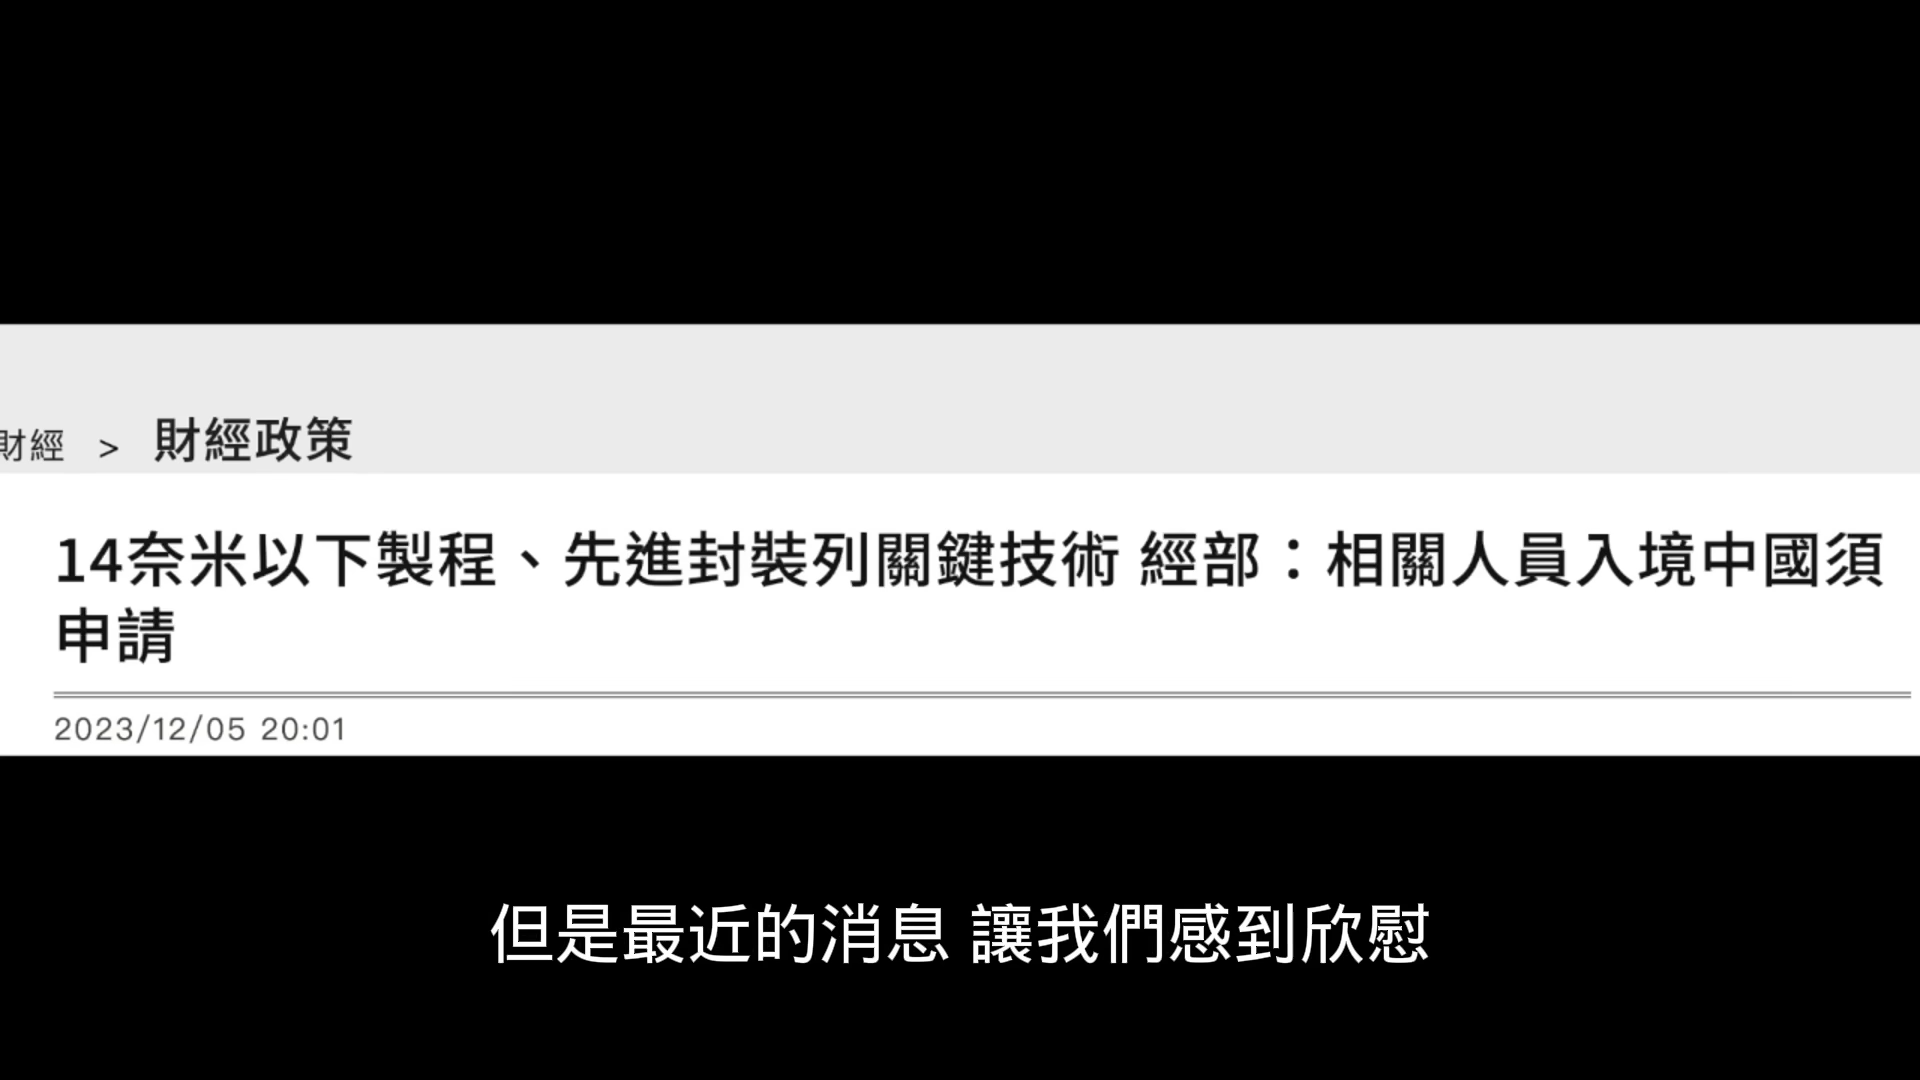 財經 > 財經政策
14奈米以下製程、先進封裝列關鍵技術 經部：相關人員入境中國須
申請
2023/12/05 20:01
但是最近的消息 讓我們感到欣慰